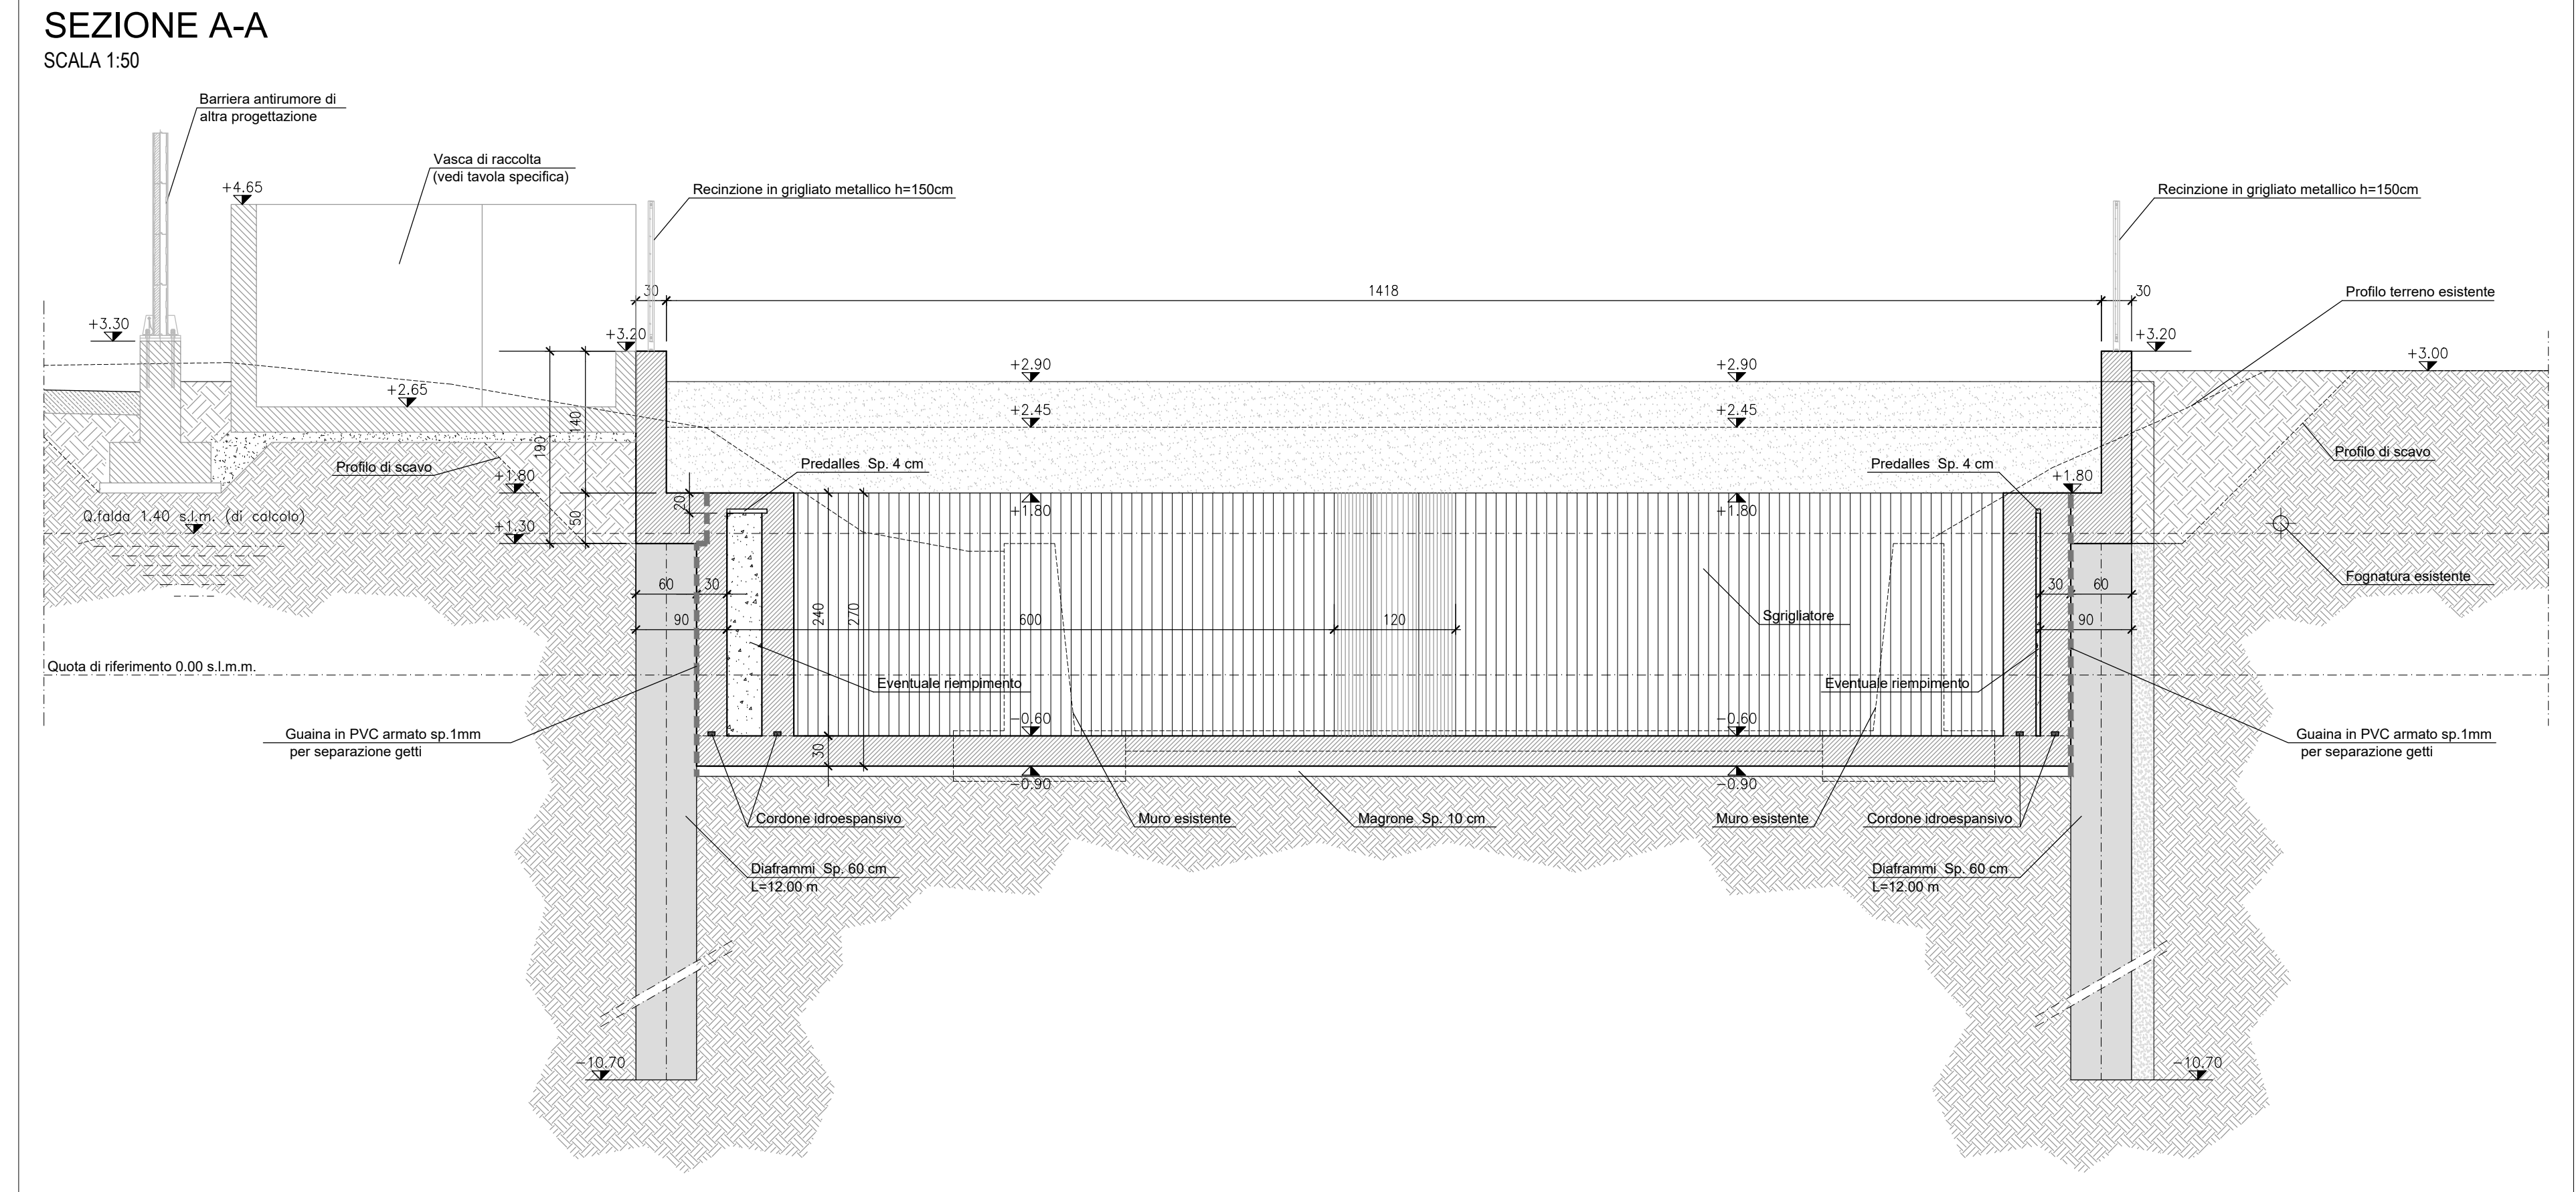 SEZIONE A-A
SCALA 1:50
Barriera antirumore di
altra progettazione
Vasca di raccolta
(vedi tavola specifica)
+4.65
Recinzione in grigliato metallico h=150cm
Recinzione in grigliato metallico h=150cm
30
1418
30
Profilo terreno esistente
+3.30
+3.20
+3.20
+3.00
+2.90
+2.90
+2.65
+2.45
+2.45
190
140
Profilo di scavo
Predalles Sp. 4 cm
Predalles Sp. 4 cm
Profilo di scavo
+1.80
20
+1.80
+1.80
+1.80
Q.falda 1.40 s.l.m. (di calcolo)
+1.30
50
60
30
30
60
Fognatura esistente
90
240
270
600
120
Sgrigliatore
90
Quota di riferimento 0.00 s.l.m.m.
Eventuale riempimento
Eventuale riempimento
-0.60
-0.60
Guaina in PVC armato sp.1mm
per separazione getti
30
Guaina in PVC armato sp.1mm
per separazione getti
-0.90
-0.90
Cordone idroespansivo
Muro esistente
Magrone Sp. 10 cm
Muro esistente
Cordone idroespansivo
Diaframmi Sp. 60 cm
L=12.00 m
Diaframmi Sp. 60 cm
L=12.00 m
-10.70
-10.70